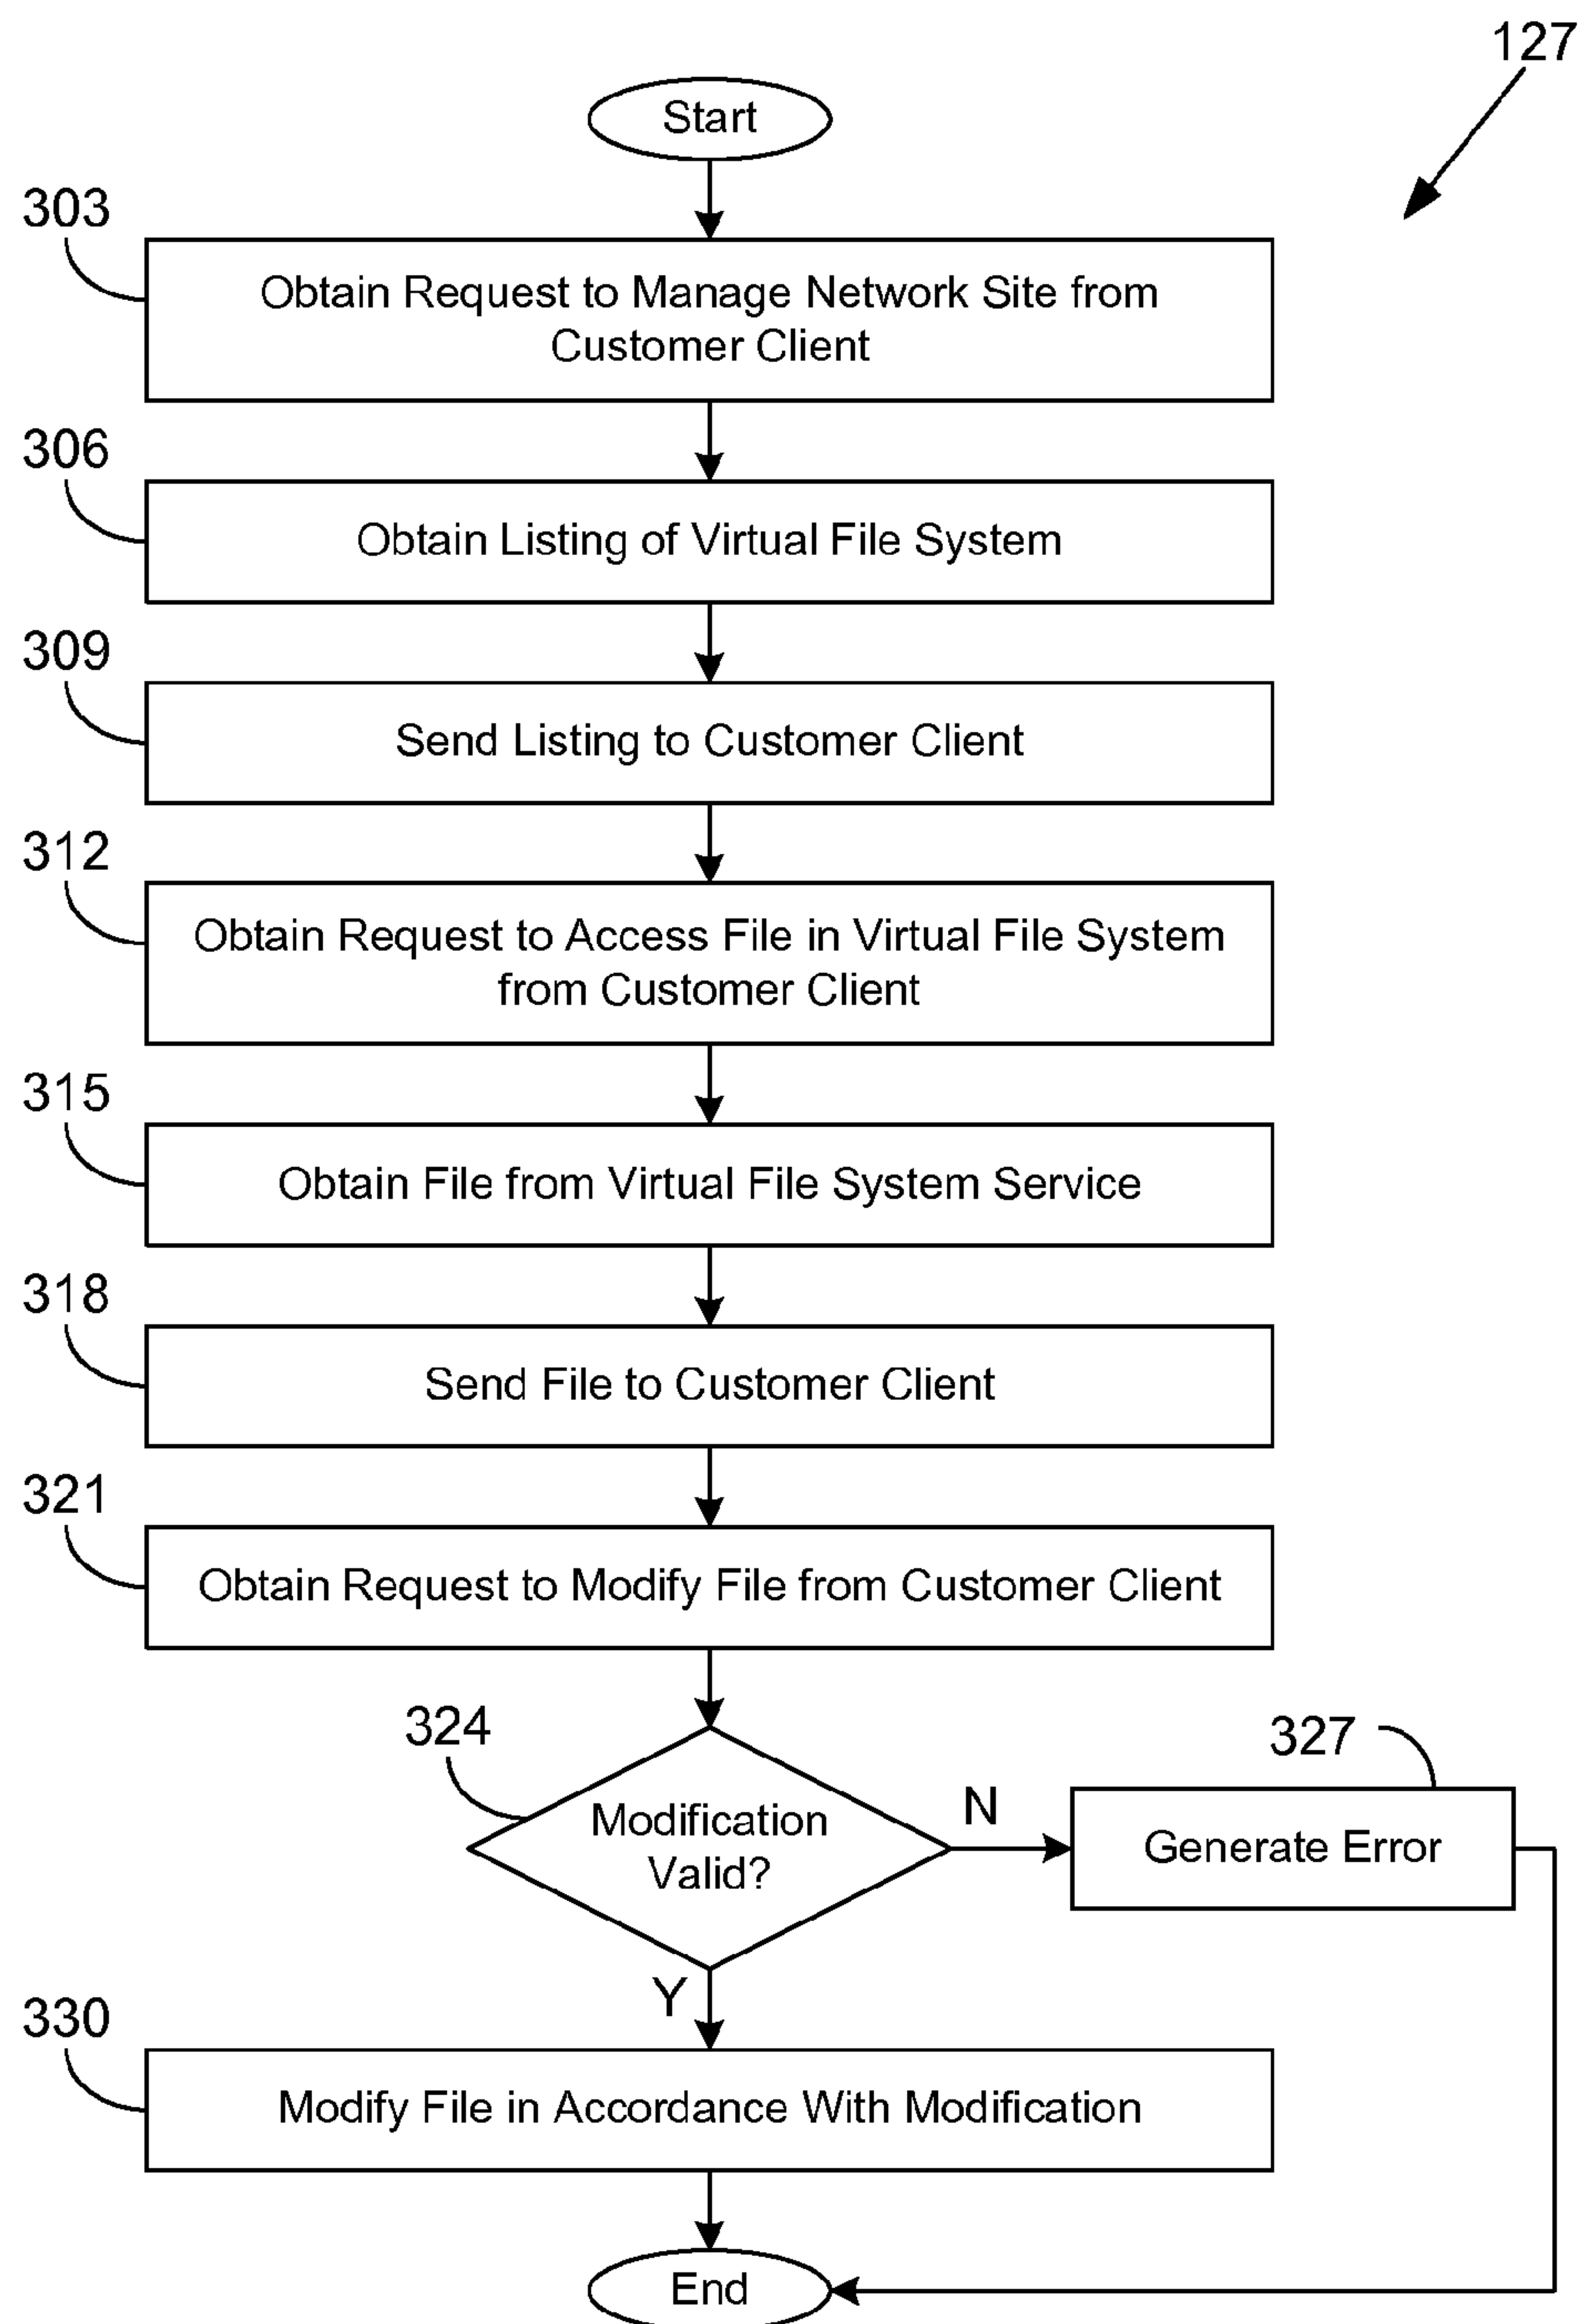 127
Start
303
Obtain Request to Manage Network Site from
Customer Client
306
Obtain Listing of Virtual File System
309
Send Listing to Customer Client
312
Obtain Request to Access File in Virtual File System
from Customer Client
315
Obtain File from Virtual File System Service
318
Send File to Customer Client
321
Obtain Request to Modify File from Customer Client
324
Modification
Valid?
N
327
Generate Error
Y
330
Modify File in Accordance With Modification
End